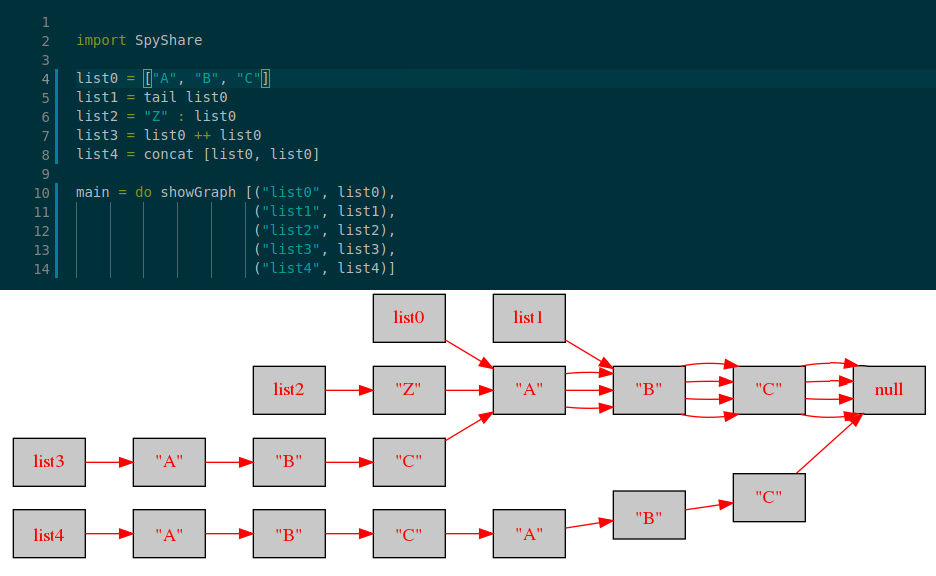 1
2 import SpyShare
3
4 list0 = ["A", "B", "C"]
5 list1 = tail list0
6 list2 = "Z" : list0
7 list3 = list0 ++ list0
8 list4 = concat [list0, list0]
9
10 main = do showGraph [("list0", list0),
11 ("list1", list1),
12 ("list2", list2),
13 ("list3", list3),
14 ("list4", list4)]
list0 list1
list2 "Z" "A" "B" "C" null
list3 "A" "B" "C"
list4 "A" "B" "C" "A" "B" "C"